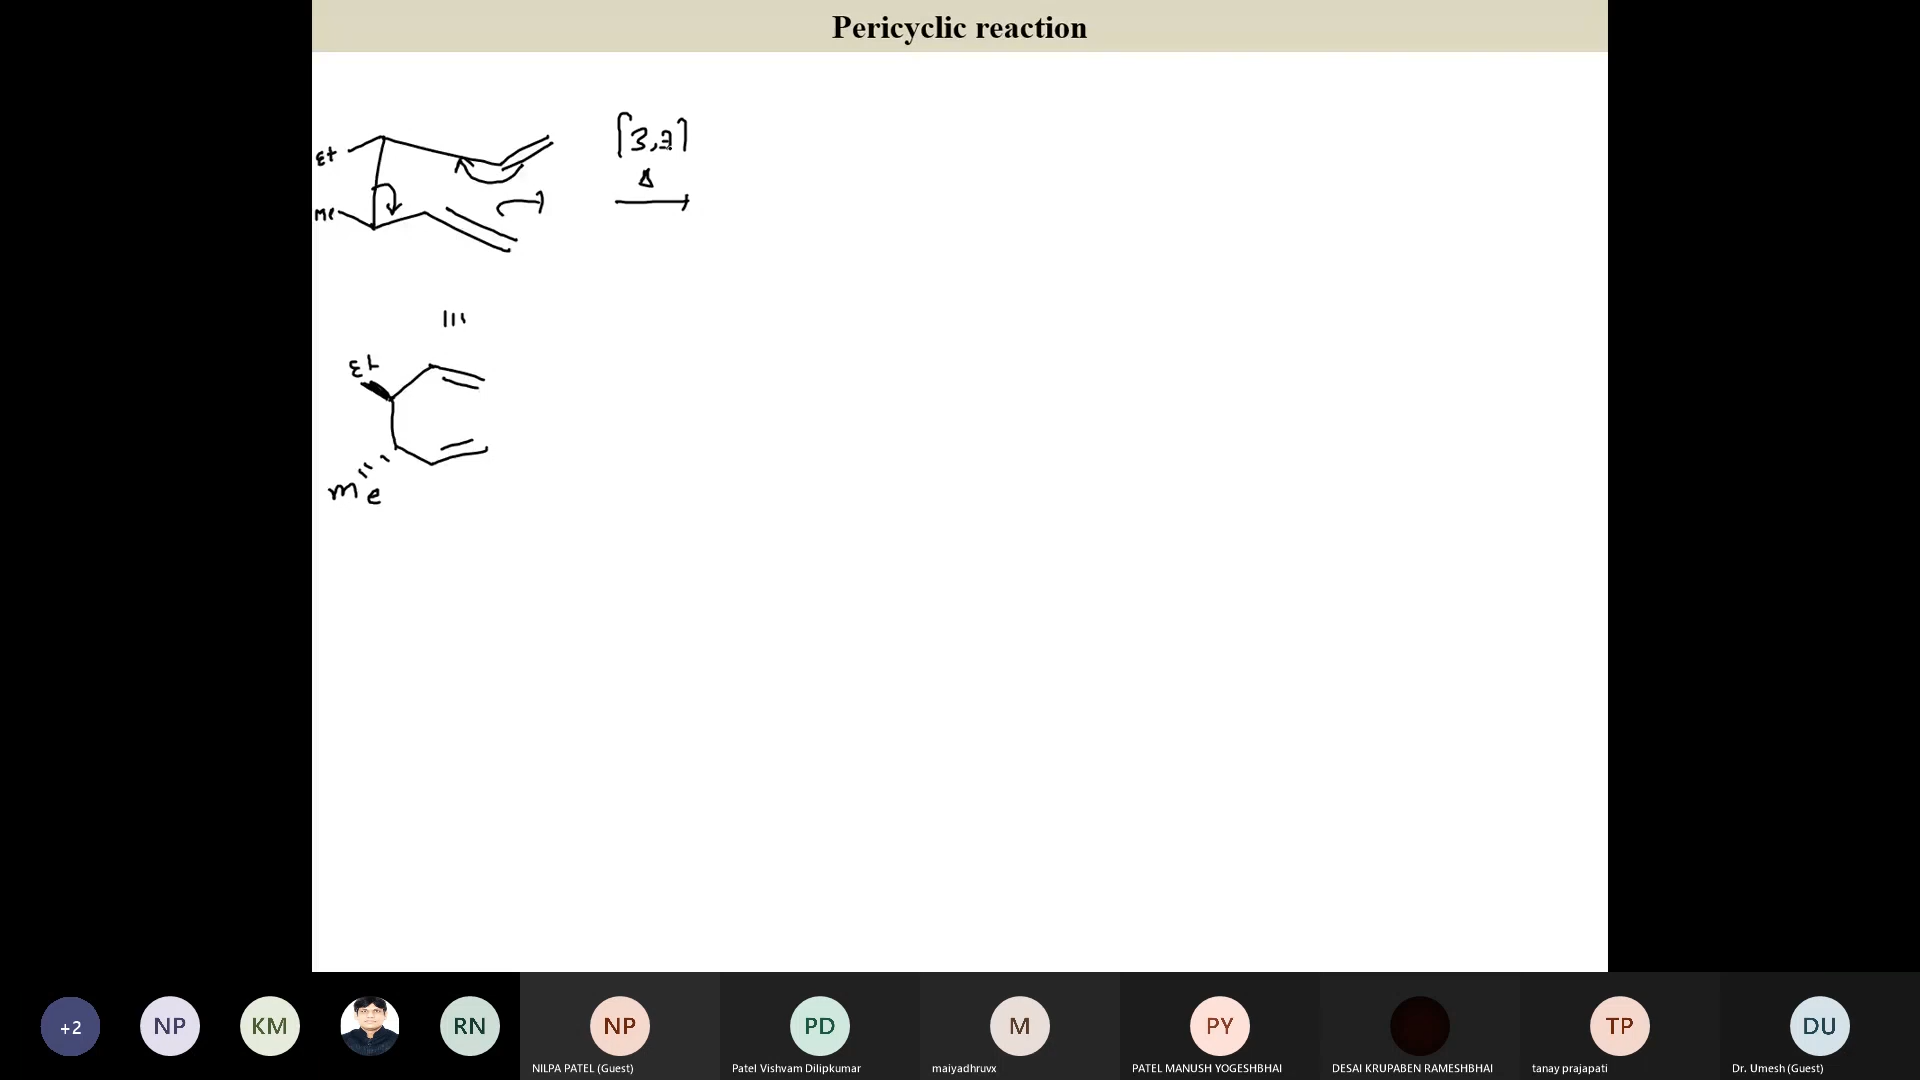 Pericyclic reaction
[3,3]
Et
Δ
Me
Et
Me
+2
NP
KM
RN
NP
PD
M
PY
TP
DU
NILPA PATEL (Guest)
Patel Vishvam Dilipkumar
maiyadhruvx
PATEL MANUSH YOGESHBHAI
DESAI KRUPABEN RAMESHBHAI
tanay prajapati
Dr. Umesh (Guest)